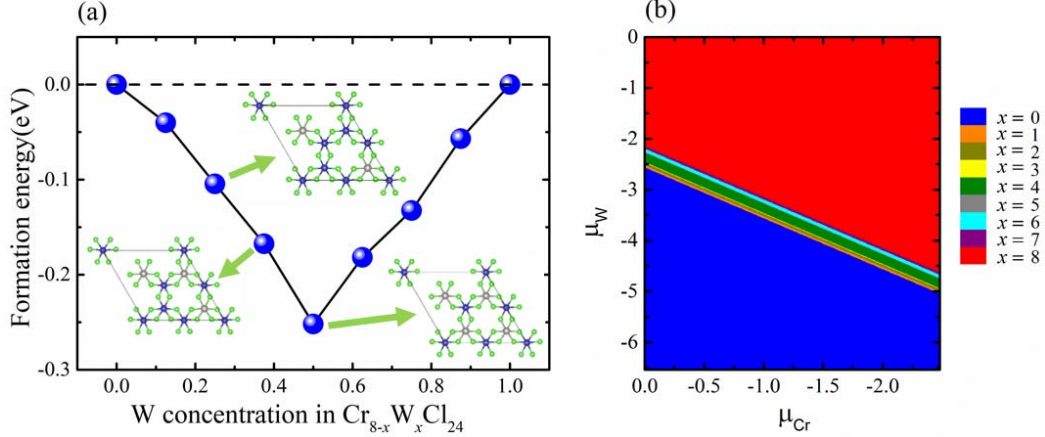 (a)
Formation energy(eV)
0.0
-0.1
-0.2
-0.3
0.0 0.2 0.4 0.6 0.8 1.0
W concentration in Cr8-xWxCl24
(b)
μW
0
-1
-2
-3
-4
-5
-6
0.0 -0.5 -1.0 -1.5 -2.0
μCr
x = 0
x = 1
x = 2
x = 3
x = 4
x = 5
x = 6
x = 7
x = 8